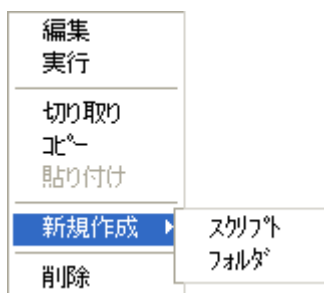 編集
実行
切り取り
ｺﾋﾟｰ
貼り付け
新規作成
ｽｸﾘﾌﾟﾄ
ﾌｫﾙﾀﾞ
削除